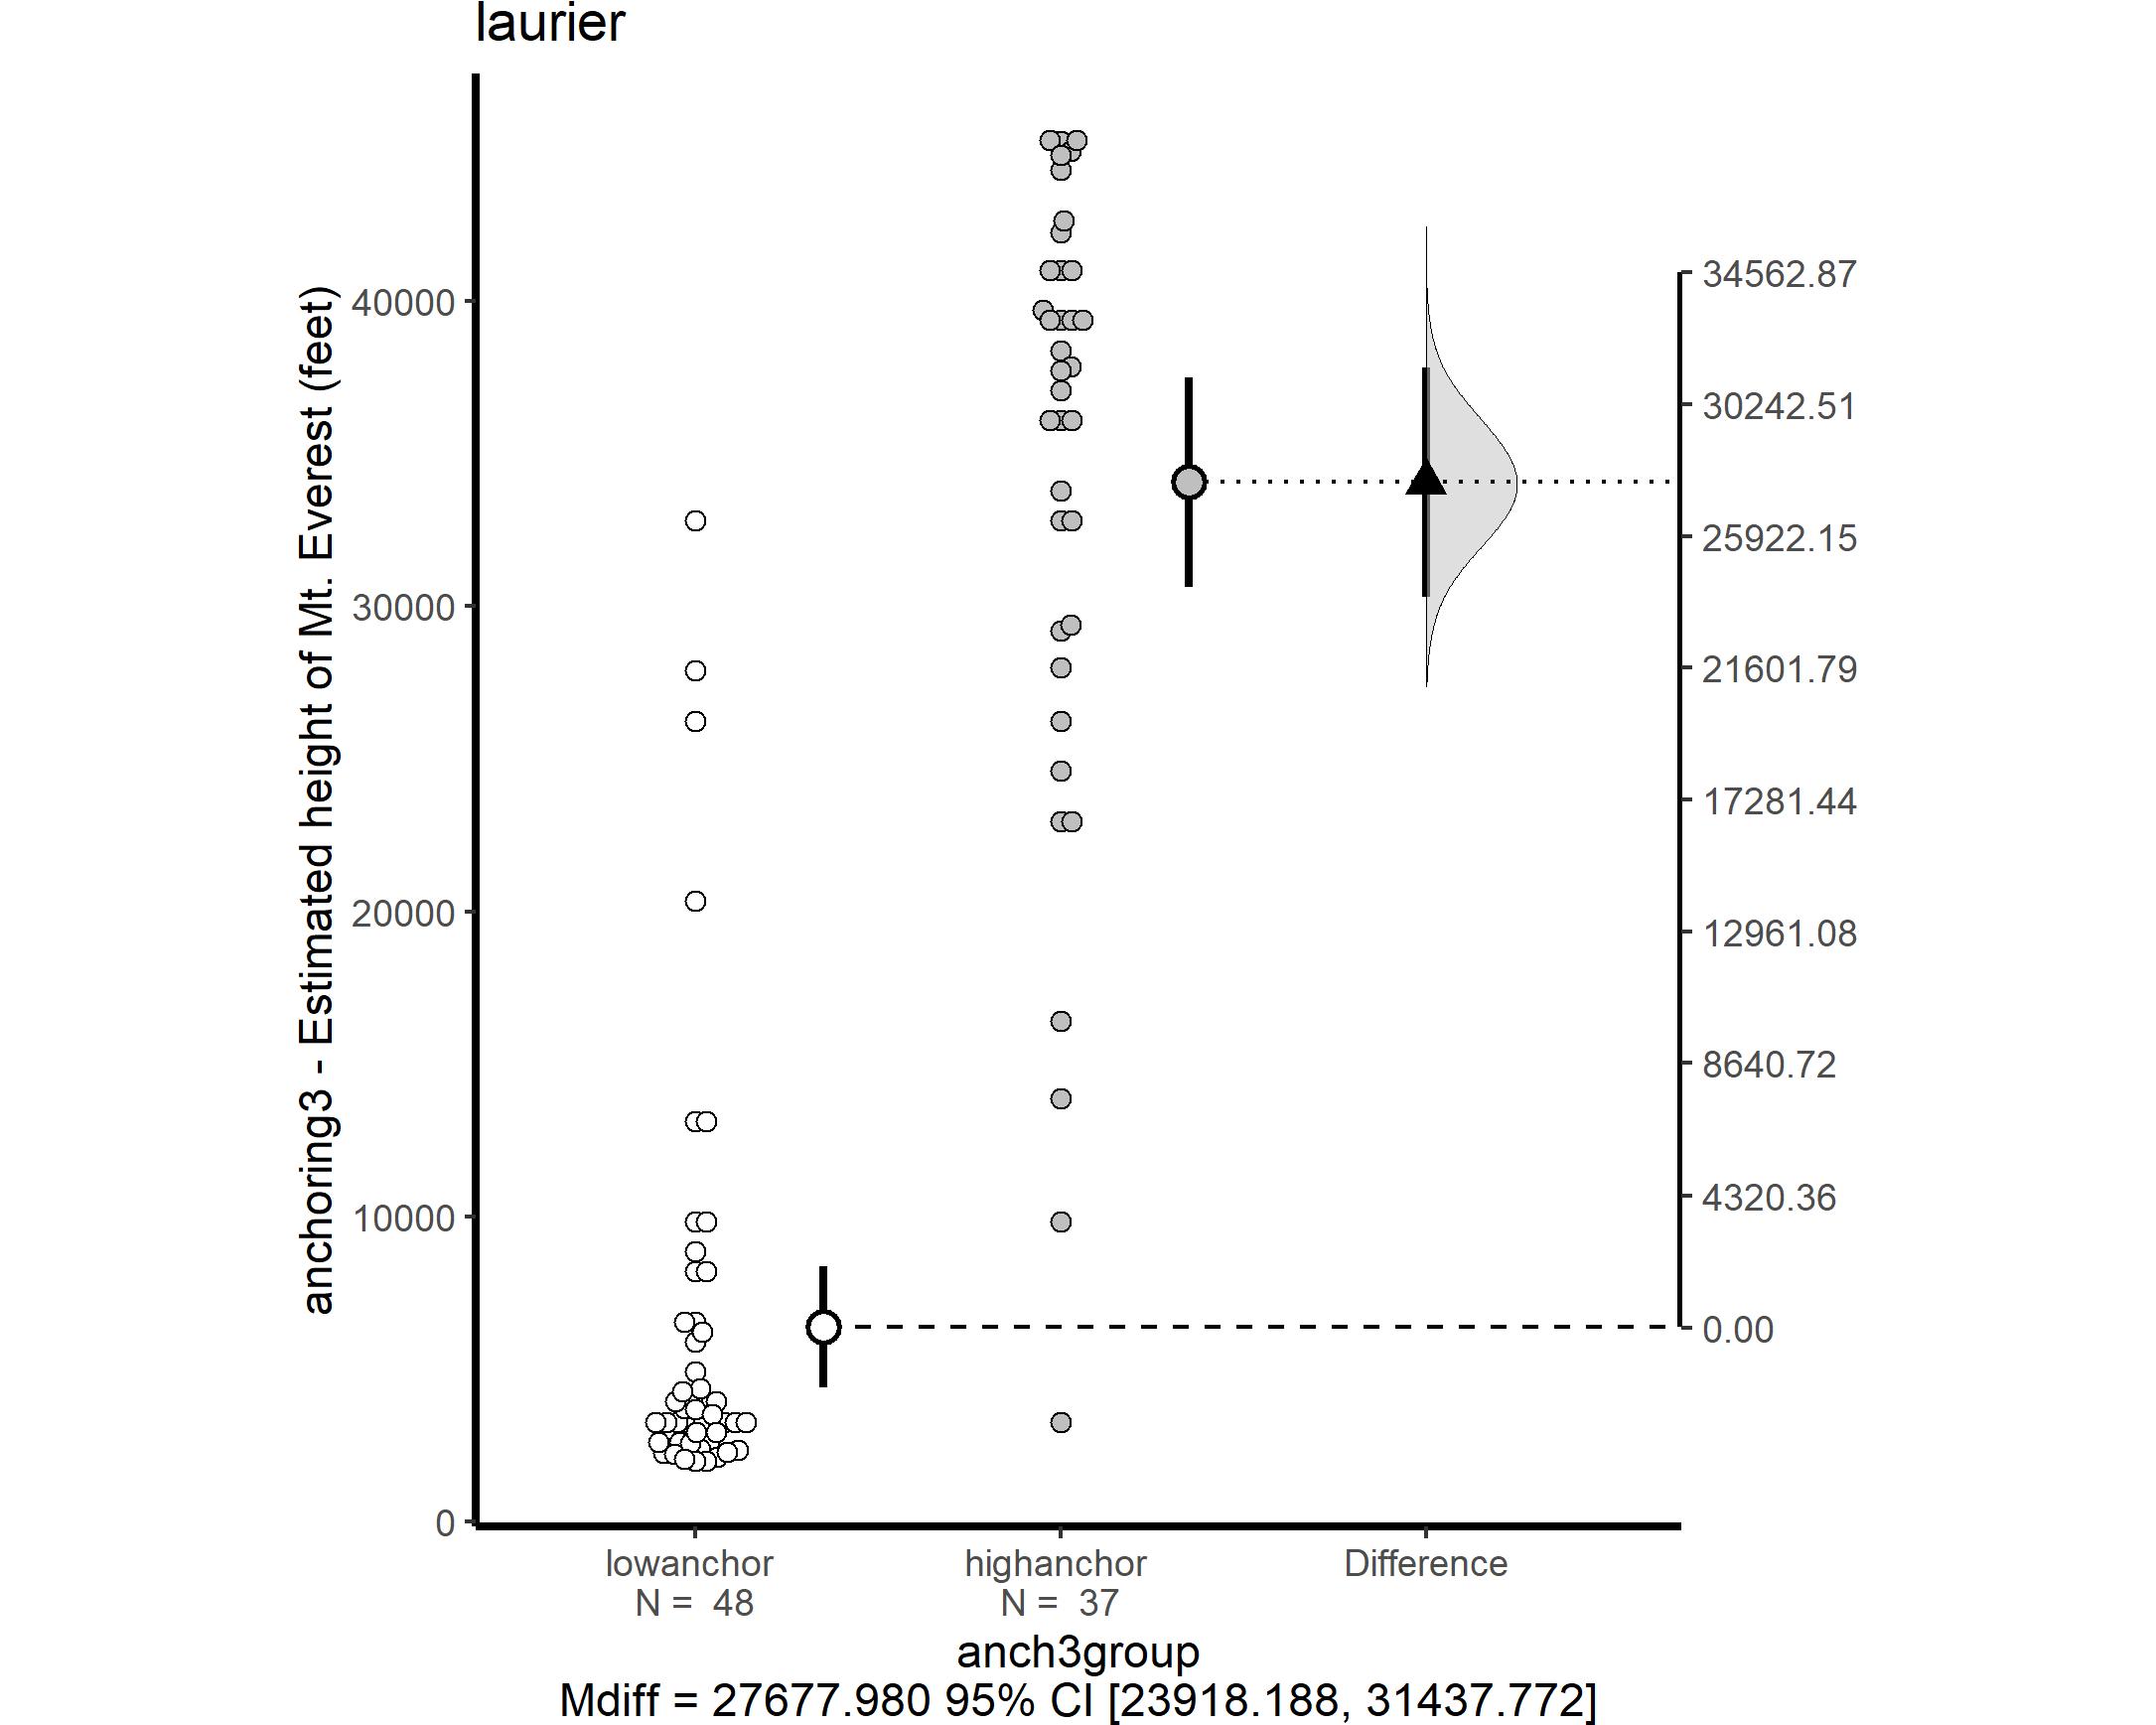 laurier
anchoring3 - Estimated height of Mt. Everest (feet)
40000
30000
20000
10000
0
34562.87
30242.51
25922.15
21601.79
17281.44
12961.08
8640.72
4320.36
0.00
lowanchor
N =  48
highanchor
N =  37
Difference
anch3group
Mdiff = 27677.980 95% CI [23918.188, 31437.772]